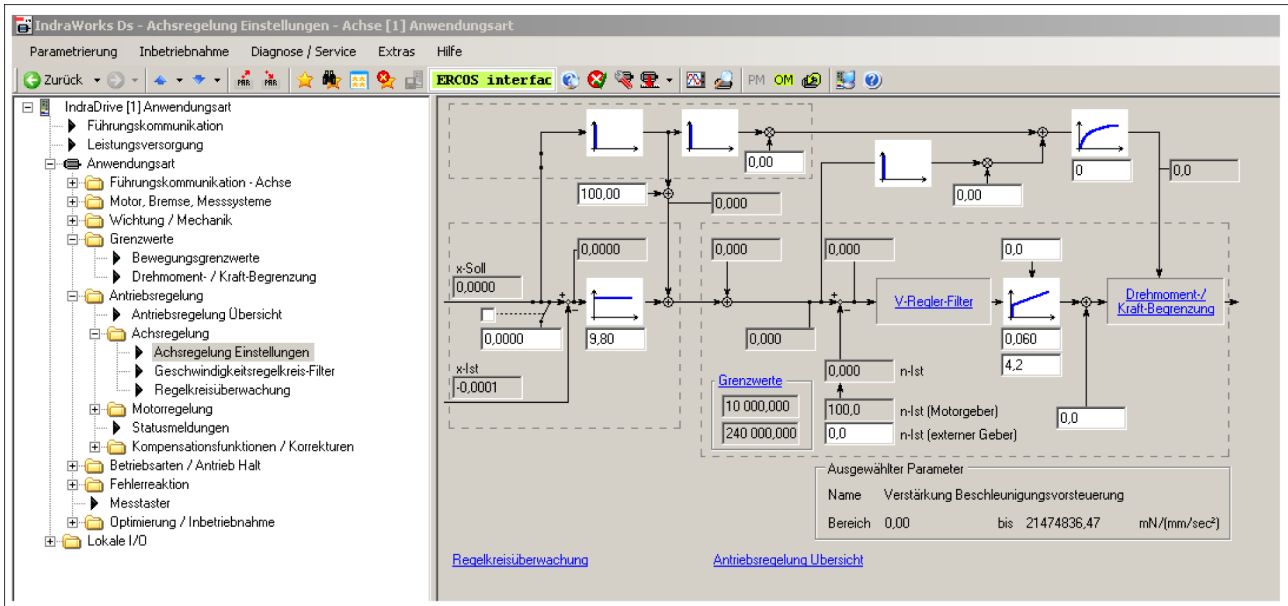 IndraWorks Ds - Achsregelung Einstellungen - Achse [1] Anwendungsart
Parametrierung Inbetriebnahme Diagnose / Service Extras Hilfe
Zurück PAR PAR ERCOS interfac PM OM
IndraDrive [1] Anwendungsart
Führungskommunikation
Leistungsversorgung
Anwendungsart
Führungskommunikation - Achse
Motor, Bremse, Messsysteme
Wichtung / Mechanik
Grenzwerte
Bewegungsgrenzwerte
Drehmoment- / Kraft-Begrenzung
Antriebsregelung
Antriebsregelung Übersicht
Achsregelung
Achsregelung Einstellungen
Geschwindigkeitsregelkreis-Filter
Regelkreisüberwachung
Motorregelung
Statusmeldungen
Kompensationsfunktionen / Korrekturen
Betriebsarten / Antrieb Halt
Fehlerreaktion
Messtaster
Optimierung / Inbetriebnahme
Lokale I/O
0,00
0
0,0
100,00
0,00
0,000
0,0000
0,000
0,000
0,0
x-Soll
0,0000
+
-
+
-
V-Regler-Filter
Drehmoment-/
Kraft-Begrenzung
0,0000
9,80
0,000
0,060
x-Ist
-0,0001
0,000
n-Ist
4,2
Grenzwerte
10 000,000
240 000,000
100,0
n-Ist (Motorgeber)
0,0
n-Ist (externer Geber)
0,0
Ausgewählter Parameter
Name Verstärkung Beschleunigungsvorsteuerung
Bereich 0,00 bis 21474836,47 mN/(mm/sec²)
Regelkreisüberwachung
Antriebsregelung Übersicht